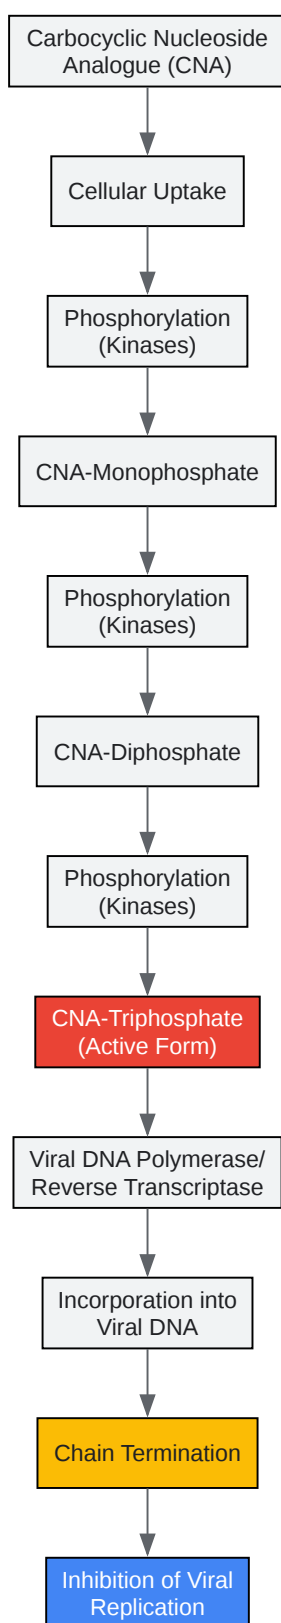 Carbocyclic Nucleoside
Analogue (CNA)
Cellular Uptake
Phosphorylation
(Kinases)
CNA-Monophosphate
Phosphorylation
(Kinases)
CNA-Diphosphate
Phosphorylation
(Kinases)
CNA-Triphosphate
(Active Form)
Viral DNA Polymerase/
Reverse Transcriptase
Incorporation into
Viral DNA
Chain Termination
Inhibition of Viral
Replication